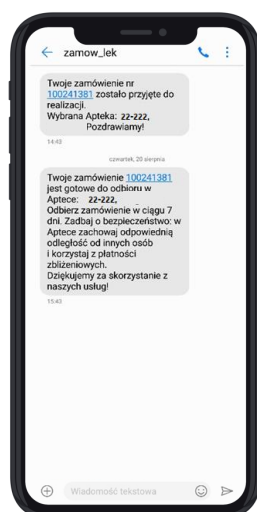 zamow_lek
Twoje zamówienie nr
100241381 zostało przyjęte do
realizacji.
Wybrana Apteka: 22-222,
Pozdrawiamy!
14:43
czwartek, 20 sierpnia
Twoje zamówienie 100241381
jest gotowe do odbioru w
Aptece: 22-222,
Odbierz zamówienie w ciągu 7
dni. Zadbaj o bezpieczeństwo: w
Aptece zachowaj odpowiednią
odległość od innych osób
i korzystaj z płatności
zbliżeniowych.
Dziękujemy za skorzystanie z
naszych usług!
15:43
Wiadomość tekstowa